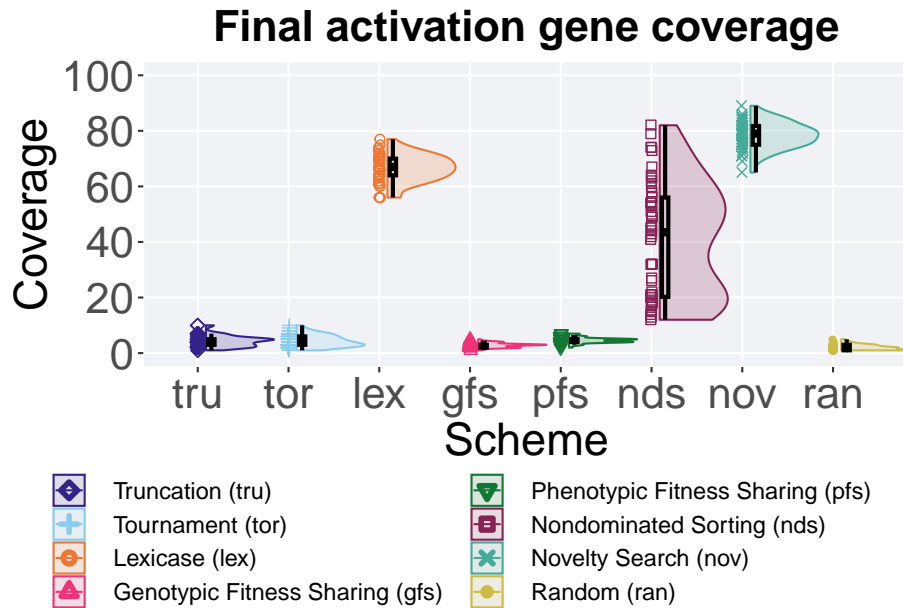 Final activation gene coverage
Coverage
100
80
60
40
20
0
tru tor lex gfs pfs nds nov ran
Scheme
Truncation (tru)
Tournament (tor)
Lexicase (lex)
Genotypic Fitness Sharing (gfs)
Phenotypic Fitness Sharing (pfs)
Nondominated Sorting (nds)
Novelty Search (nov)
Random (ran)